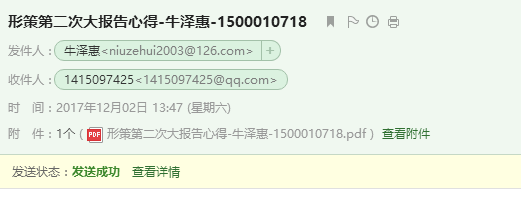 形策第二次大报告心得-牛泽惠-1500010718
发件人：牛泽惠<niuzehui2003@126.com> +
收件人：1415097425<1415097425@qq.com>
时 间：2017年12月02日 13:47 (星期六)
附 件：1个 ( PDF 形策第二次大报告心得-牛泽惠-1500010718.pdf ) 查看附件
发送状态：发送成功 查看详情